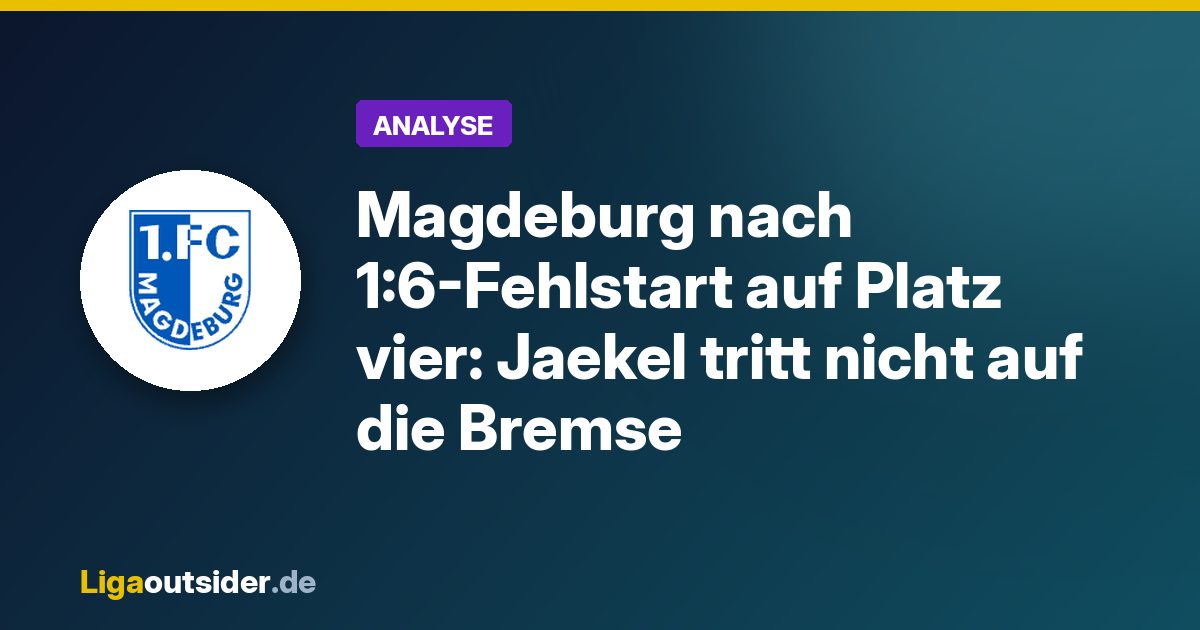 ANALYSE
1.FC
MAGDEBURG
Magdeburg nach
1:6-Fehlstart auf Platz
vier: Jaekel tritt nicht auf
die Bremse
Ligaoutsider.de